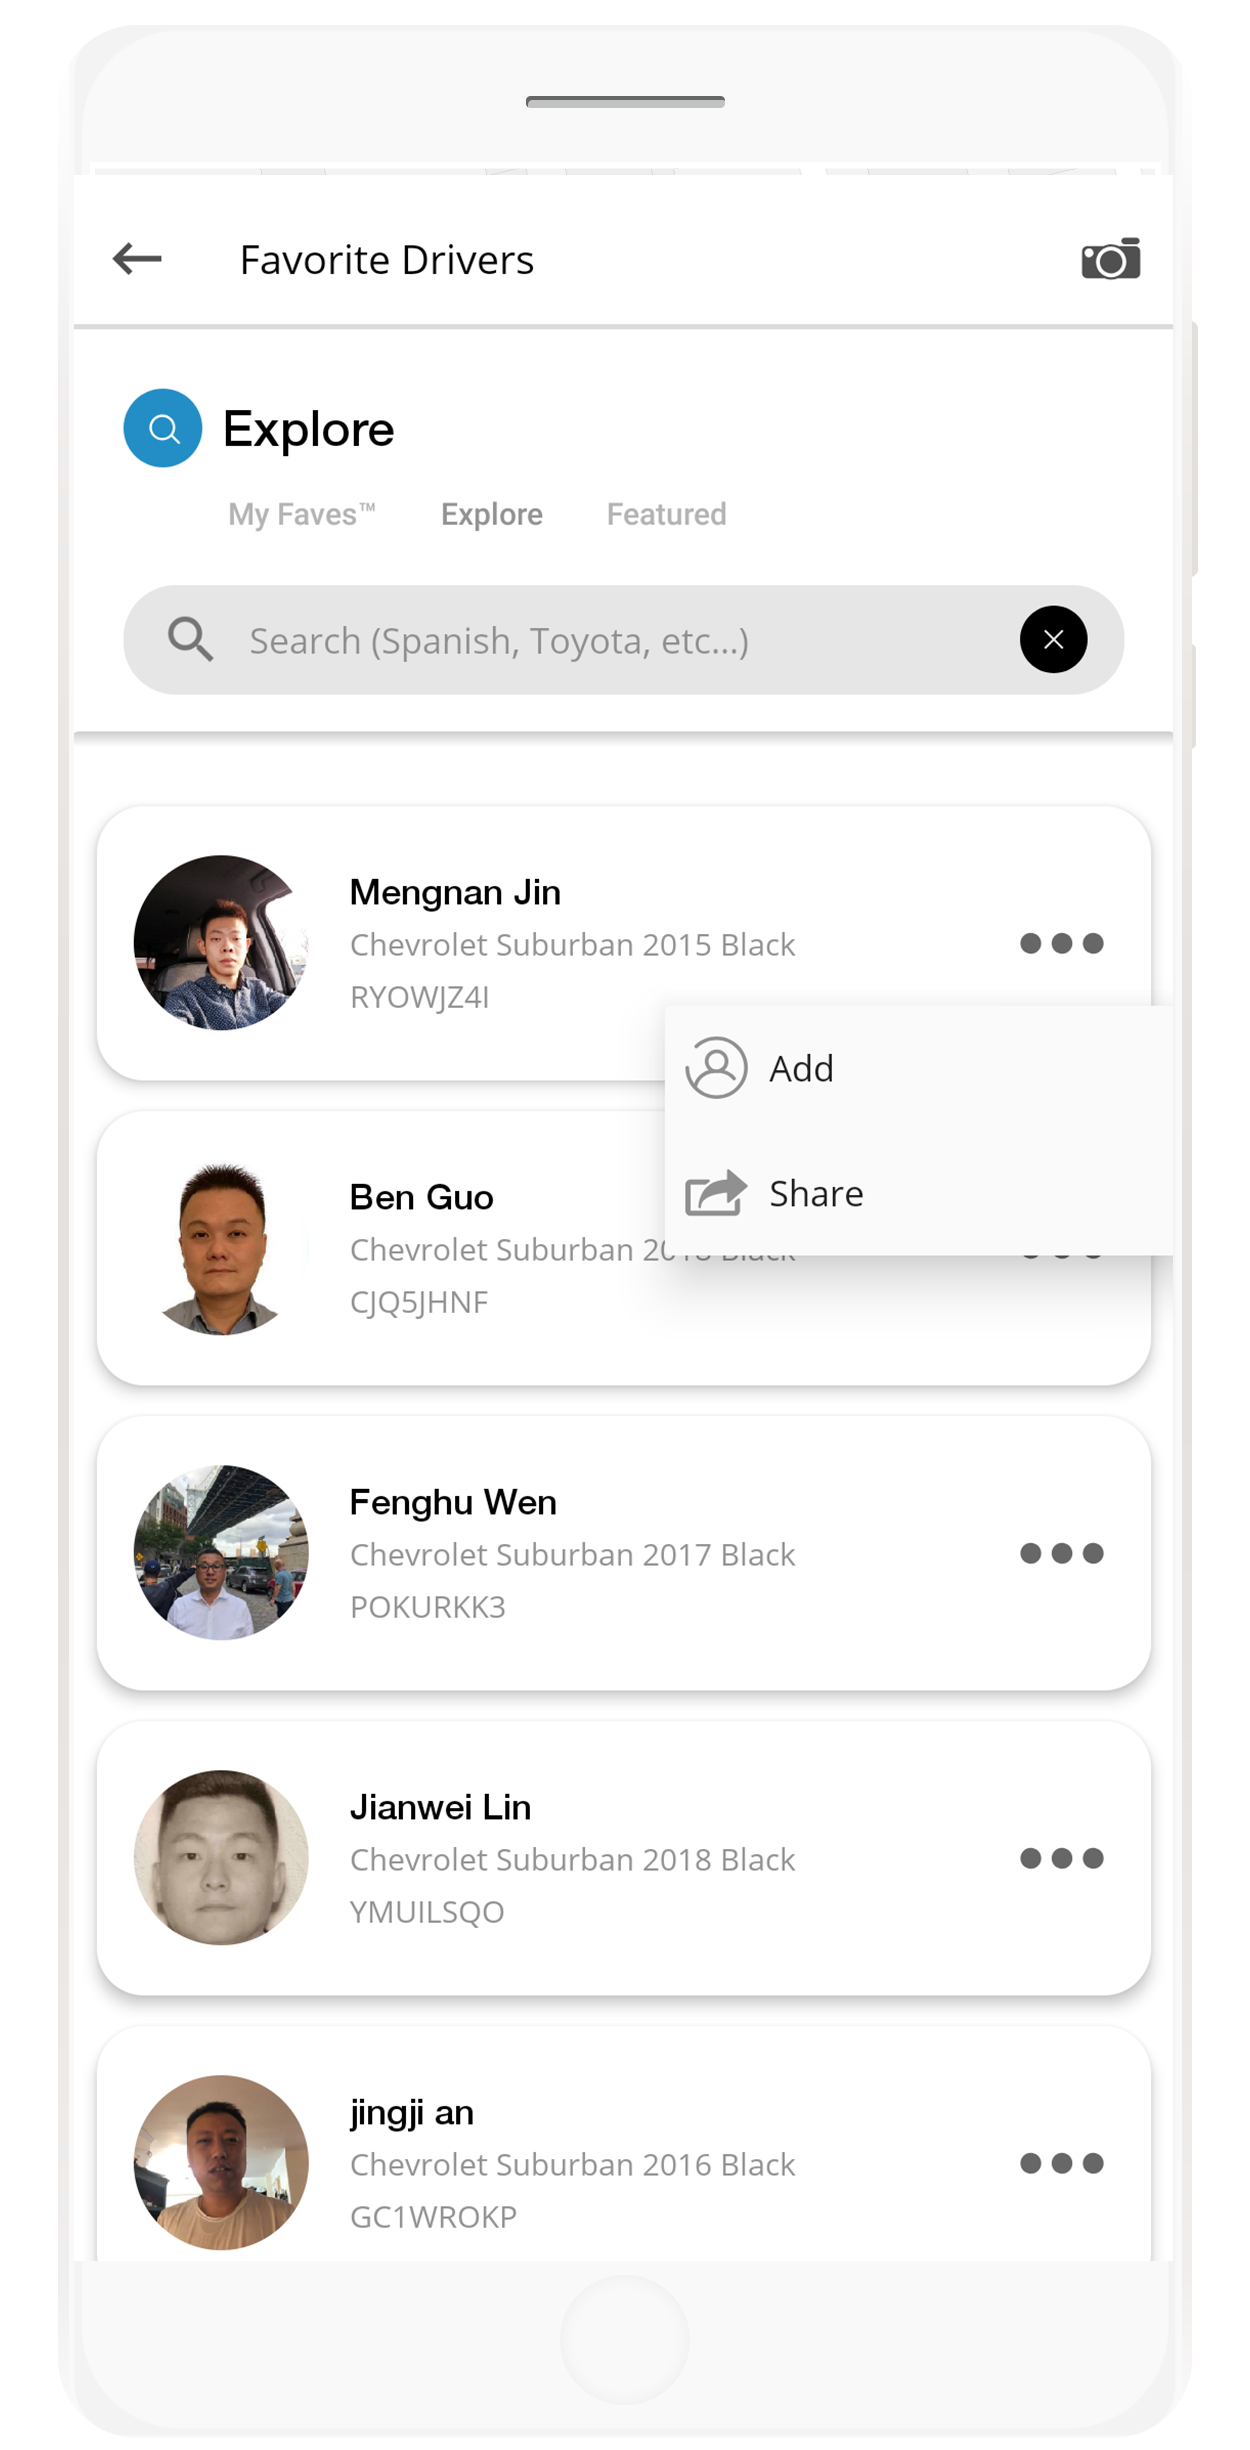 Favorite Drivers
Explore
My Faves™ Explore Featured
Search (Spanish, Toyota, etc...)
Mengnan Jin
Chevrolet Suburban 2015 Black
RYOWJZ4I
Add
Share
Ben Guo
Chevrolet Suburban 2018 Black
CJQ5JHNF
Fenghu Wen
Chevrolet Suburban 2017 Black
POKURKK3
Jianwei Lin
Chevrolet Suburban 2018 Black
YMUILSQO
jingji an
Chevrolet Suburban 2016 Black
GC1WROKP